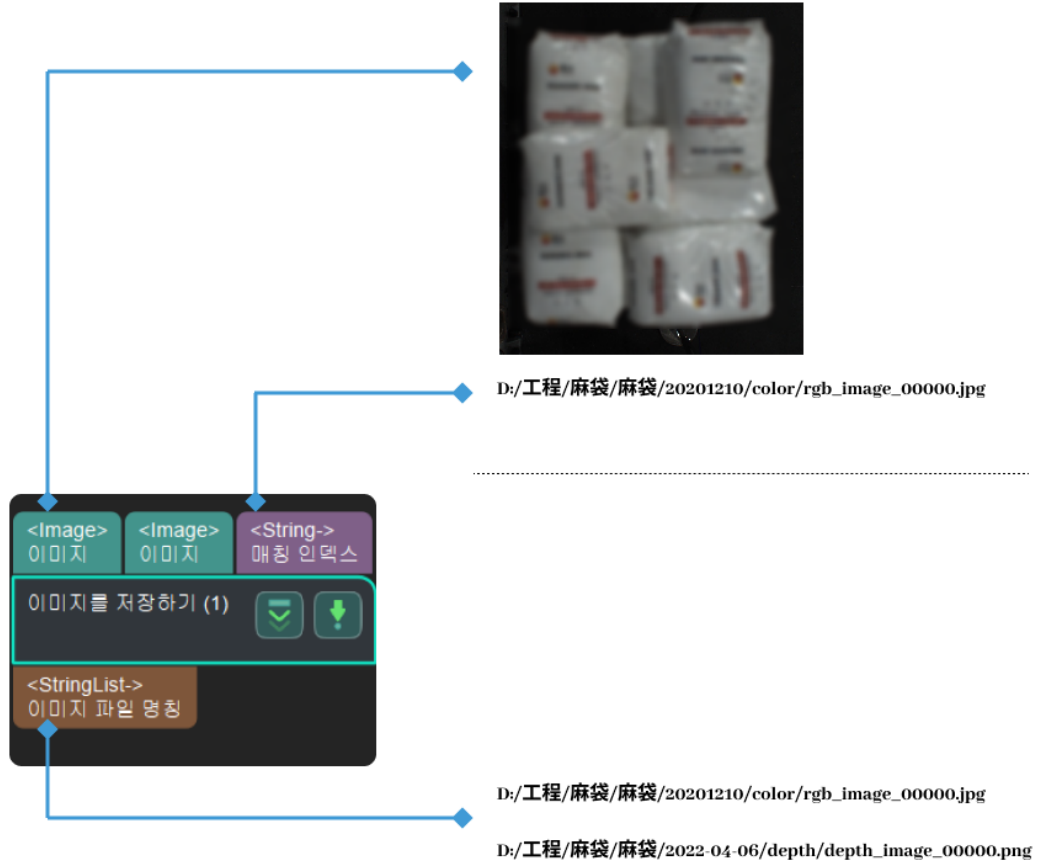 D:/工程/麻袋/麻袋/20201210/color/rgb_image_00000.jpg
<Image>
이미지
<Image>
이미지
<String->
매칭 인덱스
이미지를 저장하기 (1)
<StringList->
이미지 파일 명칭
D:/工程/麻袋/麻袋/20201210/color/rgb_image_00000.jpg
D:/工程/麻袋/麻袋/2022-04-06/depth/depth_image_00000.png